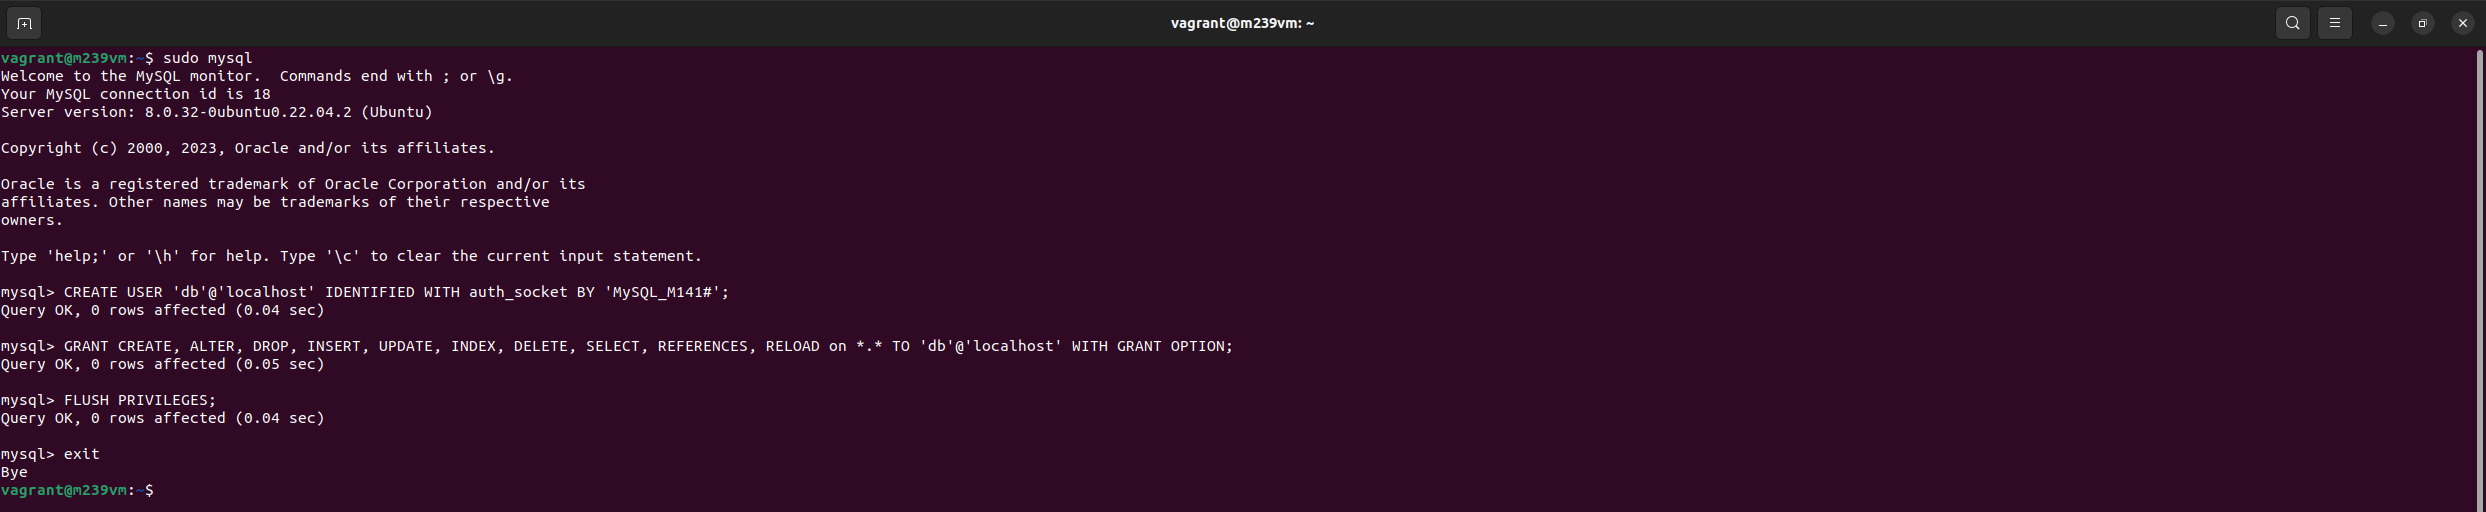 vagrant@m239vm: ~
vagrant@m239vm:~$ sudo mysql
Welcome to the MySQL monitor.  Commands end with ; or \g.
Your MySQL connection id is 18
Server version: 8.0.32-0ubuntu0.22.04.2 (Ubuntu)
Copyright (c) 2000, 2023, Oracle and/or its affiliates.
Oracle is a registered trademark of Oracle Corporation and/or its
affiliates. Other names may be trademarks of their respective
owners.
Type 'help;' or '\h' for help. Type '\c' to clear the current input statement.
mysql> CREATE USER 'db'@'localhost' IDENTIFIED WITH auth_socket BY 'MySQL_M141#';
Query OK, 0 rows affected (0.04 sec)
mysql> GRANT CREATE, ALTER, DROP, INSERT, UPDATE, INDEX, DELETE, SELECT, REFERENCES, RELOAD on *.* TO 'db'@'localhost' WITH GRANT OPTION;
Query OK, 0 rows affected (0.05 sec)
mysql> FLUSH PRIVILEGES;
Query OK, 0 rows affected (0.04 sec)
mysql> exit
Bye
vagrant@m239vm:~$